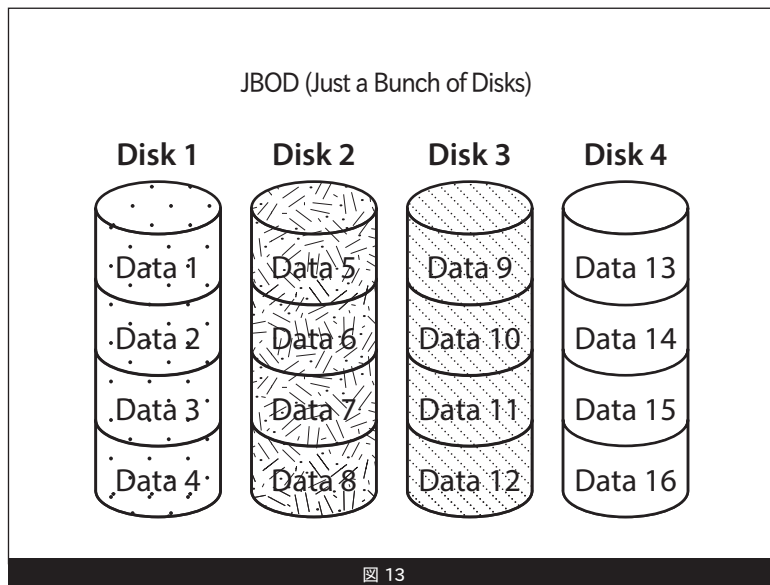 JBOD (Just a Bunch of Disks)
Disk 1 Disk 2 Disk 3 Disk 4
Data 1 Data 5 Data 9 Data 13
Data 2 Data 6 Data 10 Data 14
Data 3 Data 7 Data 11 Data 15
Data 4 Data 8 Data 12 Data 16
図 13